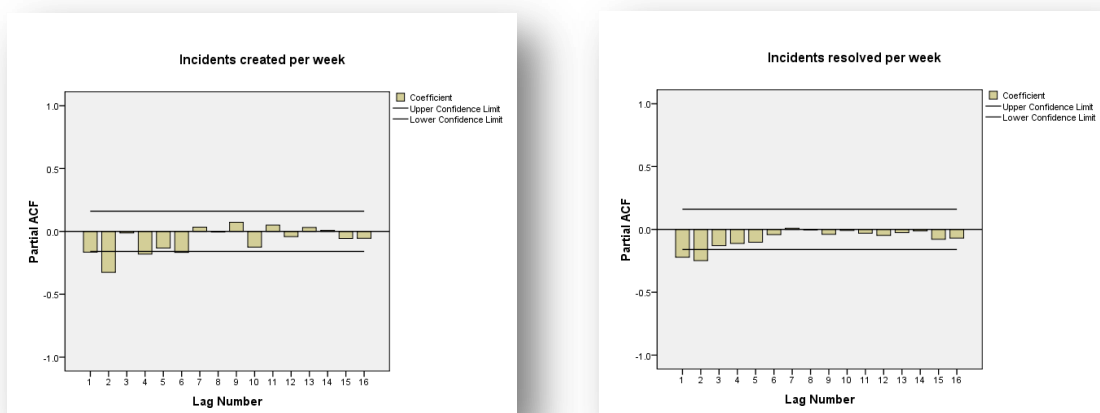 Incidents created per week
Coefficient
Upper Confidence Limit
Lower Confidence Limit
1.0
0.5
0.0
-0.5
-1.0
Partial ACF
1 2 3 4 5 6 7 8 9 10 11 12 13 14 15 16
Lag Number
Incidents resolved per week
Coefficient
Upper Confidence Limit
Lower Confidence Limit
1.0
0.5
0.0
-0.5
-1.0
Partial ACF
1 2 3 4 5 6 7 8 9 10 11 12 13 14 15 16
Lag Number